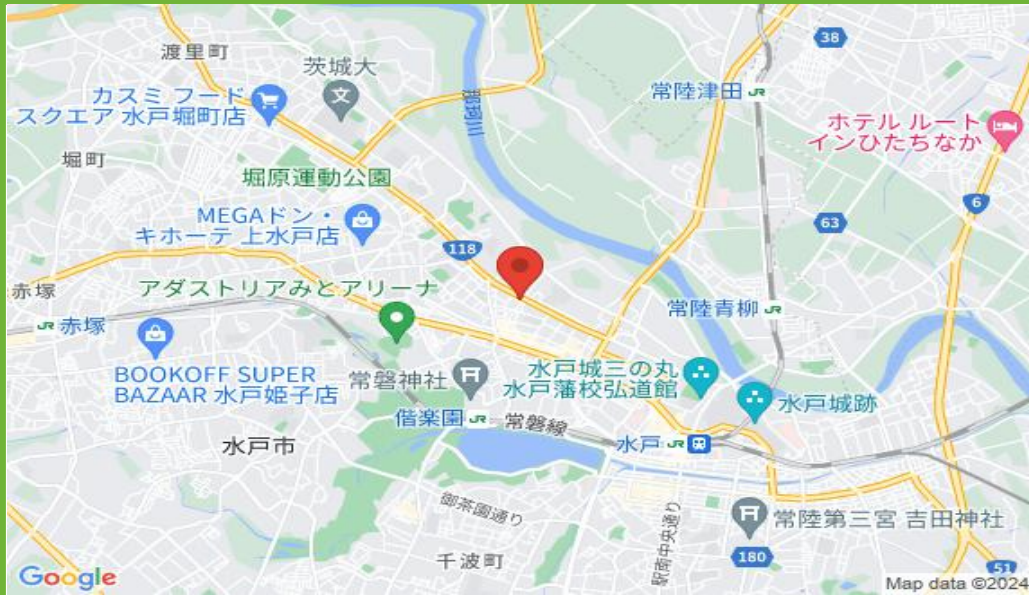 38
渡里町
茨城大
常陸津田
JR
カスミ フード
スクエア 水戸堀町店
ホテル ルート
インひたちなか
那珂川
堀町
堀原運動公園
6
MEGAドン・
キホーテ 上水戸店
63
118
赤塚
アダストリアみとアリーナ
常陸青柳
JR
JR
赤塚
BOOKOFF SUPER
BAZAAR 水戸姫子店
常磐神社
水戸城三の丸
水戸藩校弘道館
水戸城跡
偕楽園
JR
常磐線
水戸
JR
水戸市
御茶園通り
駅南中央通り
常陸第三宮 吉田神社
千波町
180
51
Google
Map data ©2024